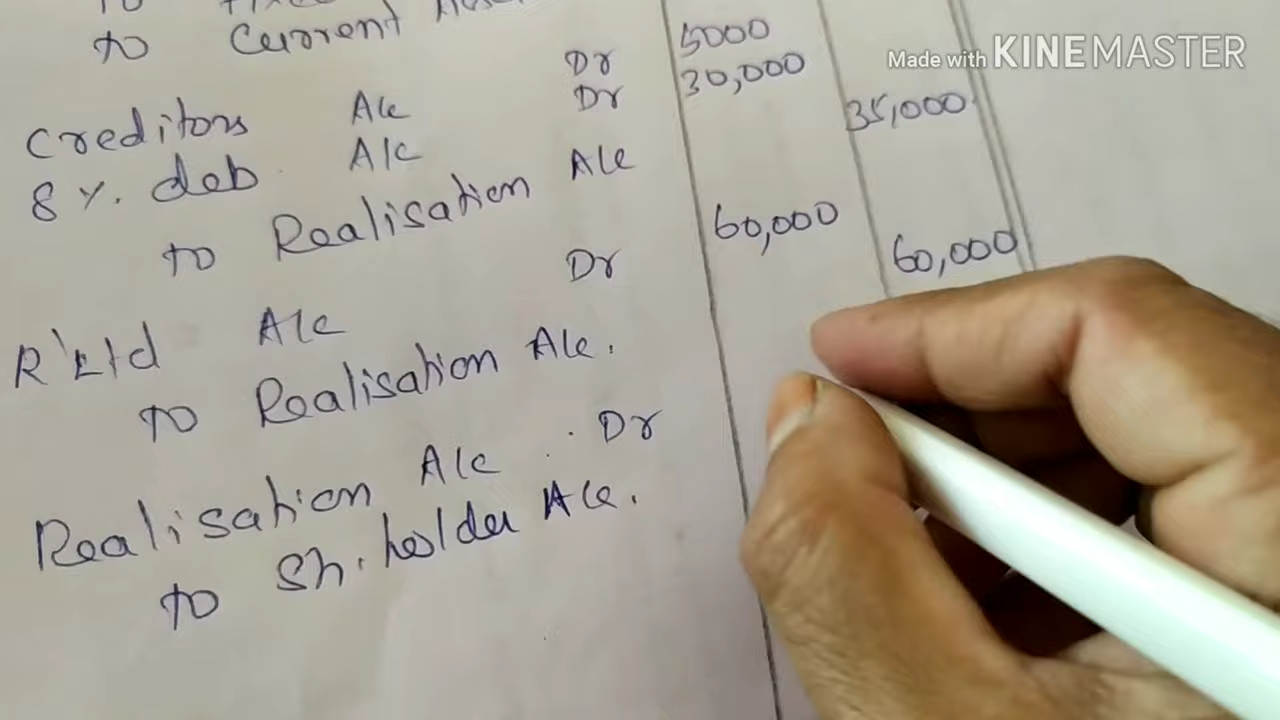 to Current
Made with KINEMASTER
Creditors A/c Dr 5000
8 %. deb A/c Dr 30,000
to Realisation A/c 35,000
R'Ltd A/c Dr 60,000
to Realisation A/c. 60,000
Realisation A/c Dr
to Sh. holder A/c.